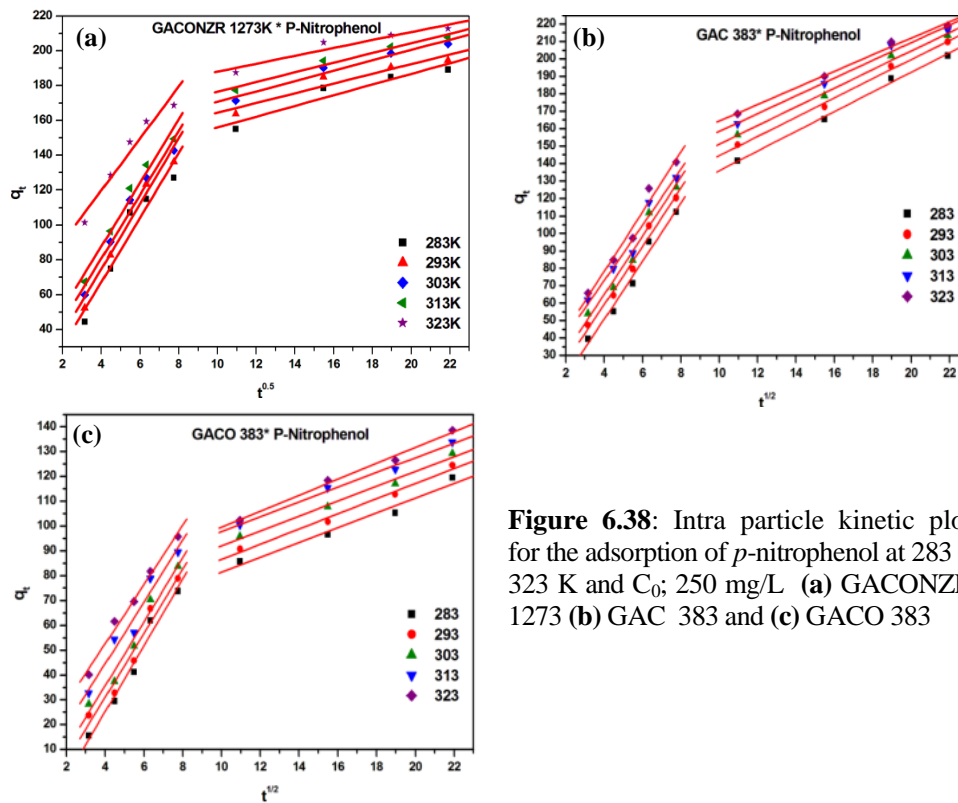 (a)
GACONZR 1273K * P-Nitrophenol
220
200
180
160
140
120
100
80
60
40
qt
283K
293K
303K
313K
323K
2 4 6 8 10 12 14 16 18 20 22
t^0.5
(b)
GAC 383* P-Nitrophenol
220
210
200
190
180
170
160
150
140
130
120
110
100
90
80
70
60
50
40
30
qt
283
293
303
313
323
2 4 6 8 10 12 14 16 18 20 22
t^1/2
(c)
GACO 383* P-Nitrophenol
140
130
120
110
100
90
80
70
60
50
40
30
20
10
qt
283
293
303
313
323
2 4 6 8 10 12 14 16 18 20 22
t^1/2
Figure 6.38: Intra particle kinetic plo
for the adsorption of p-nitrophenol at 283
323 K and C0; 250 mg/L (a) GACONZR
1273 (b) GAC 383 and (c) GACO 383